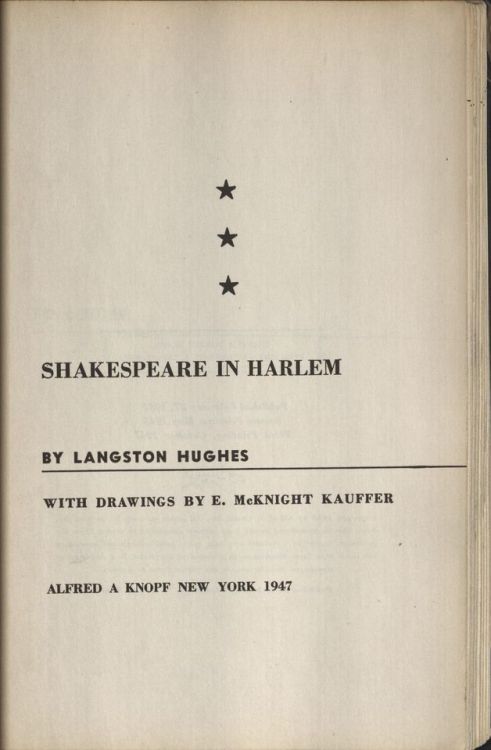 SHAKESPEARE IN HARLEM
BY LANGSTON HUGHES
WITH DRAWINGS BY E. McKNIGHT KAUFFER
ALFRED A KNOPF NEW YORK 1947